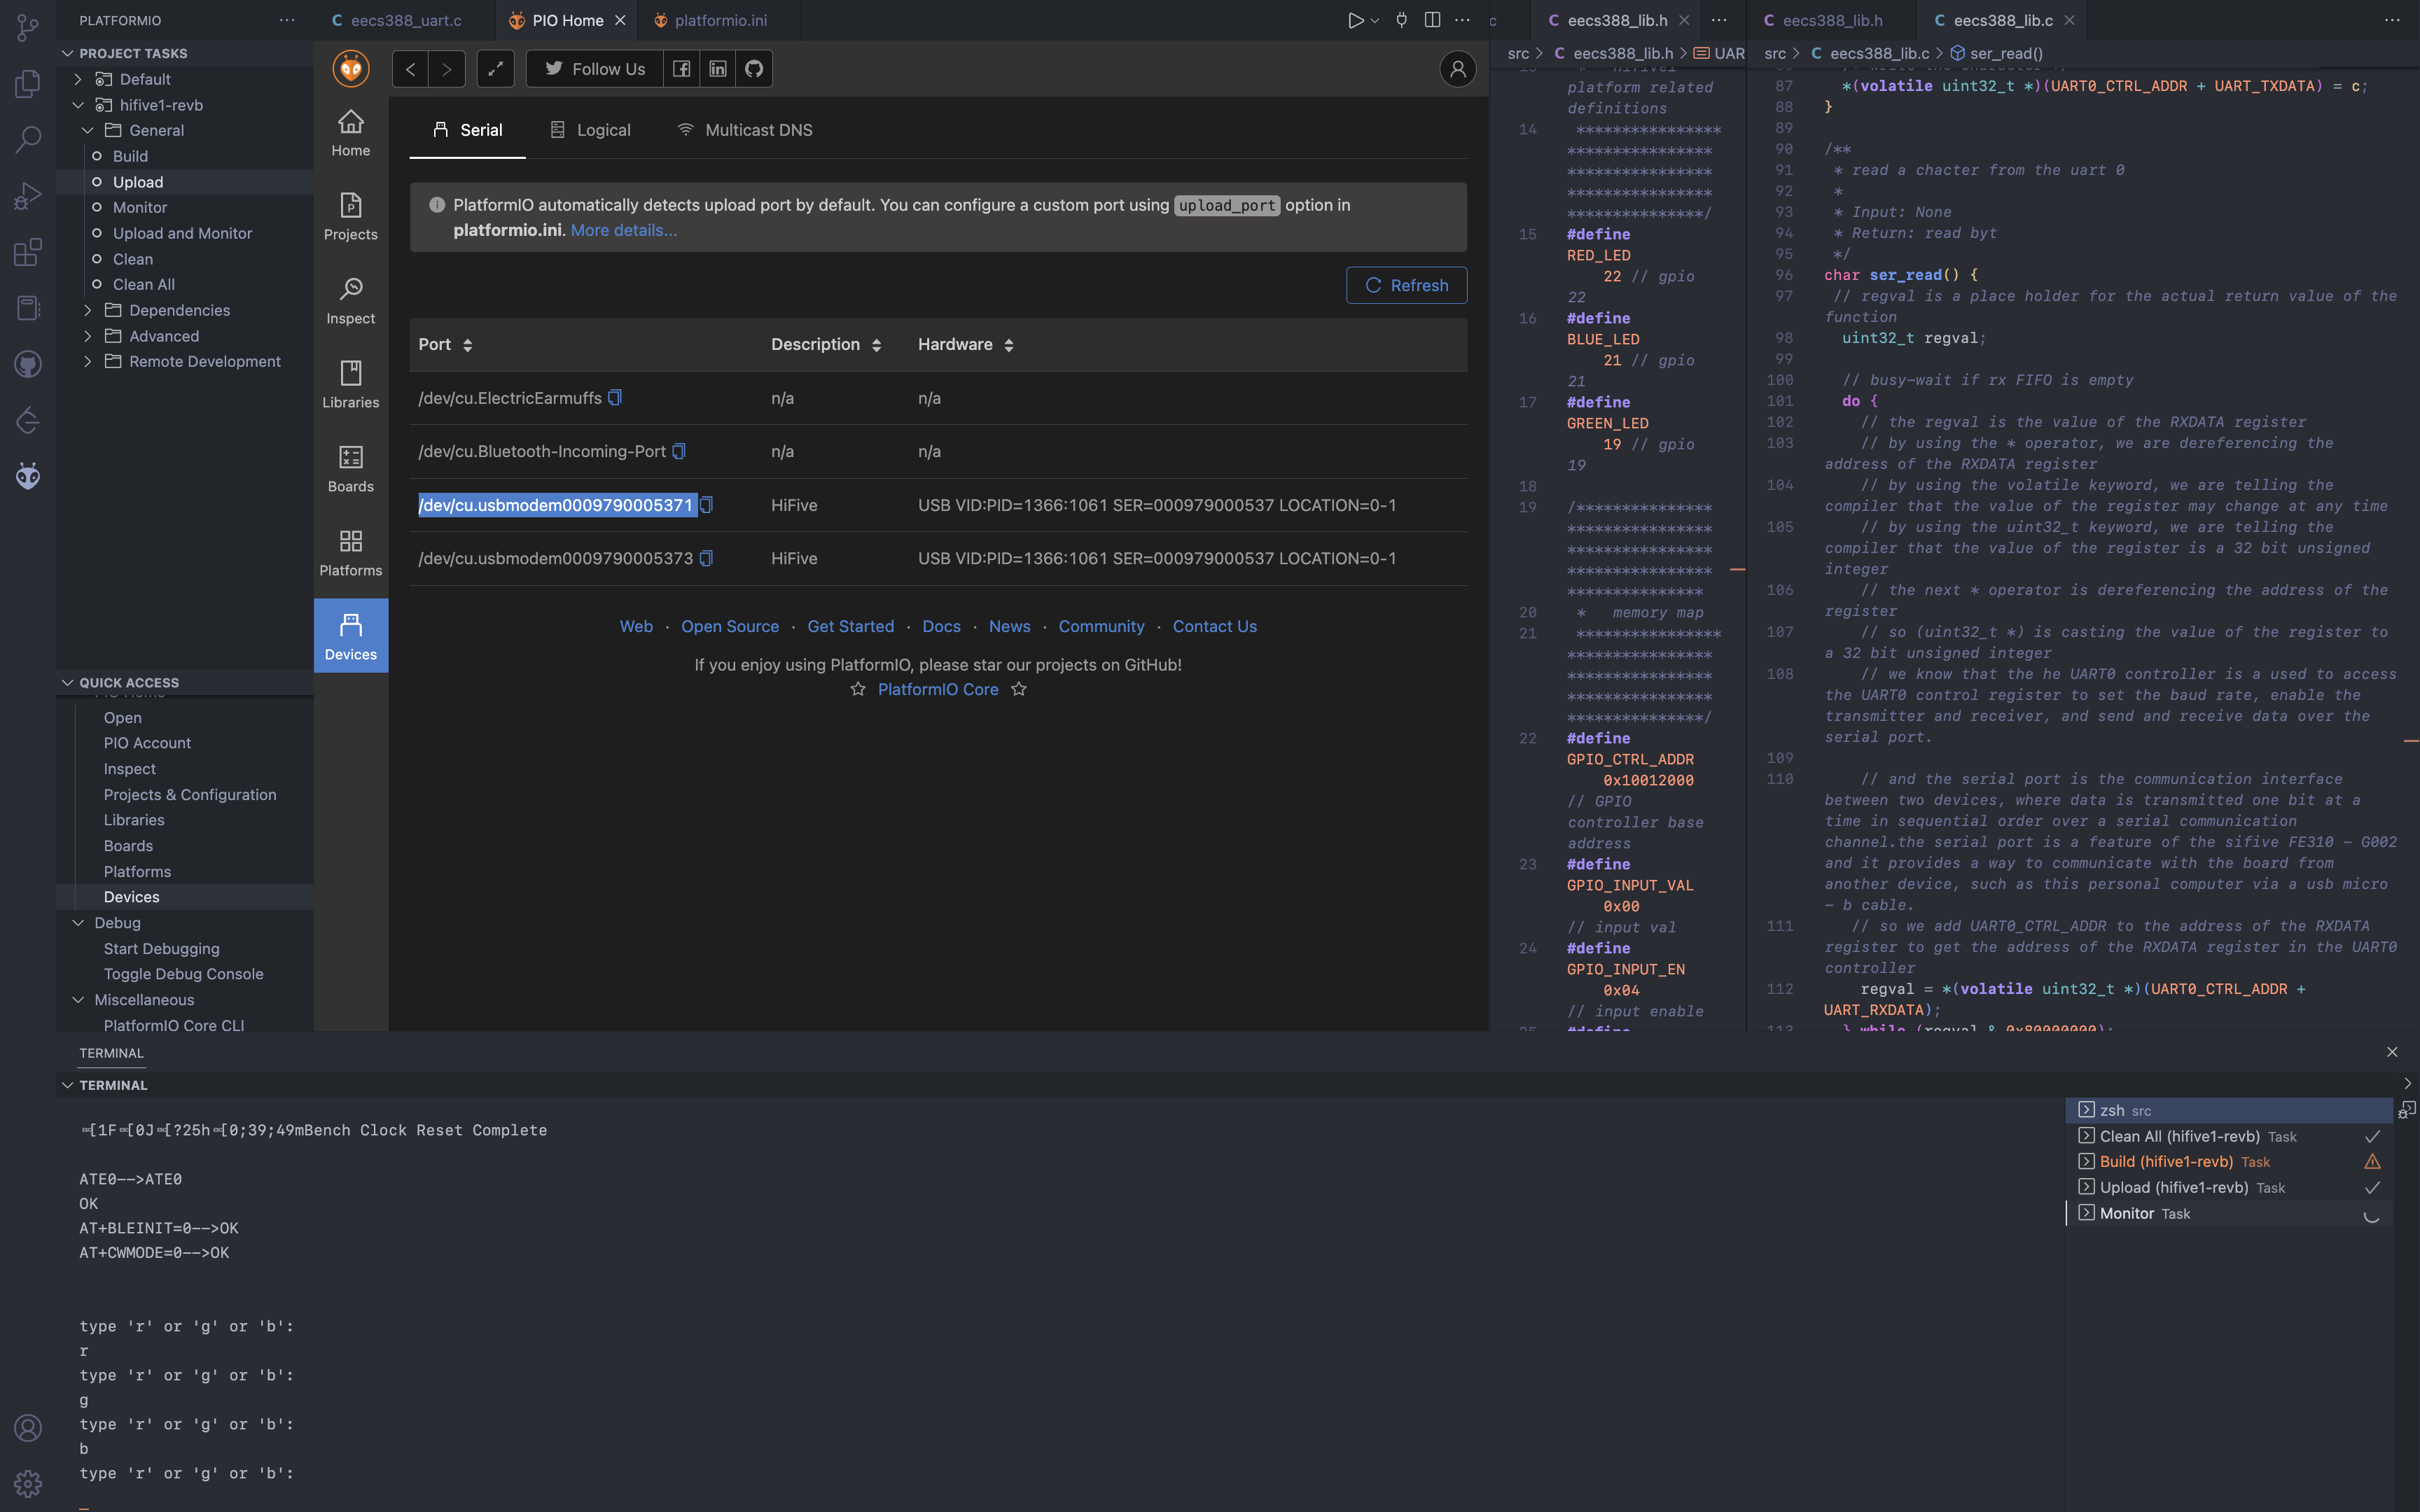 PLATFORMIO
PROJECT TASKS
Default
hifive1-revb
General
Build
Upload
Monitor
Upload and Monitor
Clean
Clean All
Dependencies
Advanced
Remote Development
QUICK ACCESS
PIO Home
Open
PIO Account
Inspect
Projects & Configuration
Libraries
Boards
Platforms
Devices
Debug
Start Debugging
Toggle Debug Console
Miscellaneous
PlatformIO Core CLI
C eecs388_uart.c
PIO Home
platformio.ini
Follow Us
Home
Projects
Inspect
Libraries
Boards
Platforms
Devices
Serial
Logical
Multicast DNS
PlatformIO automatically detects upload port by default. You can configure a custom port using upload_port option in
platformio.ini. More details...
Refresh
Port Description Hardware
/dev/cu.ElectricEarmuffs n/a n/a
/dev/cu.Bluetooth-Incoming-Port n/a n/a
/dev/cu.usbmodem0009790005371 HiFive USB VID:PID=1366:1061 SER=000979000537 LOCATION=0-1
/dev/cu.usbmodem0009790005373 HiFive USB VID:PID=1366:1061 SER=000979000537 LOCATION=0-1
Web · Open Source · Get Started · Docs · News · Community · Contact Us
If you enjoy using PlatformIO, please star our projects on GitHub!
PlatformIO Core
C eecs388_lib.h
src > C eecs388_lib.h > UAR
platform related
definitions
14 ****************
****************
****************
****************
***************/
15 #define
RED_LED
22 // gpio
22
16 #define
BLUE_LED
21 // gpio
21
17 #define
GREEN_LED
19 // gpio
19
18
19 /***************
****************
****************
****************
***************
20 * memory map
21 ****************
****************
****************
****************
***************/
22 #define
GPIO_CTRL_ADDR
0x10012000
// GPIO
controller base
address
23 #define
GPIO_INPUT_VAL
0x00
// input val
24 #define
GPIO_INPUT_EN
0x04
// input enable
25 #define
C eecs388_lib.h
C eecs388_lib.c
src > C eecs388_lib.c > ser_read()
87 *(volatile uint32_t *)(UART0_CTRL_ADDR + UART_TXDATA) = c;
88 }
89
90 /**
91 * read a chacter from the uart 0
92 *
93 * Input: None
94 * Return: read byt
95 */
96 char ser_read() {
97 // regval is a place holder for the actual return value of the
function
98 uint32_t regval;
99
100 // busy-wait if rx FIFO is empty
101 do {
102 // the regval is the value of the RXDATA register
103 // by using the * operator, we are dereferencing the
address of the RXDATA register
104 // by using the volatile keyword, we are telling the
compiler that the value of the register may change at any time
105 // by using the uint32_t keyword, we are telling the
compiler that the value of the register is a 32 bit unsigned
integer
106 // the next * operator is dereferencing the address of the
register
107 // so (uint32_t *) is casting the value of the register to
a 32 bit unsigned integer
108 // we know that the he UART0 controller is a used to access
the UART0 control register to set the baud rate, enable the
transmitter and receiver, and send and receive data over the
serial port.
109
110 // and the serial port is the communication interface
between two devices, where data is transmitted one bit at a
time in sequential order over a serial communication
channel.the serial port is a feature of the sifive FE310 - G002
and it provides a way to communicate with the board from
another device, such as this personal computer via a usb micro
- b cable.
111 // so we add UART0_CTRL_ADDR to the address of the RXDATA
register to get the address of the RXDATA register in the UART0
controller
112 regval = *(volatile uint32_t *)(UART0_CTRL_ADDR +
UART_RXDATA);
113 } while (regval & 0x80000000);
TERMINAL
TERMINAL
[1F[0J[?25h[0;39;49mBench Clock Reset Complete
ATE0-->ATE0
OK
AT+BLEINIT=0-->OK
AT+CWMODE=0-->OK
type 'r' or 'g' or 'b':
r
type 'r' or 'g' or 'b':
g
type 'r' or 'g' or 'b':
b
type 'r' or 'g' or 'b':
zsh src
Clean All (hifive1-revb) Task
Build (hifive1-revb) Task
Upload (hifive1-revb) Task
Monitor Task